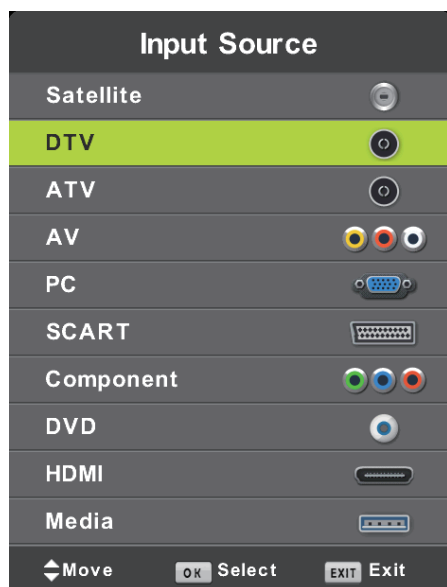 Input Source
Satellite
DTV
ATV
AV
PC
SCART
Component
DVD
HDMI
Media
Move OK Select EXIT Exit